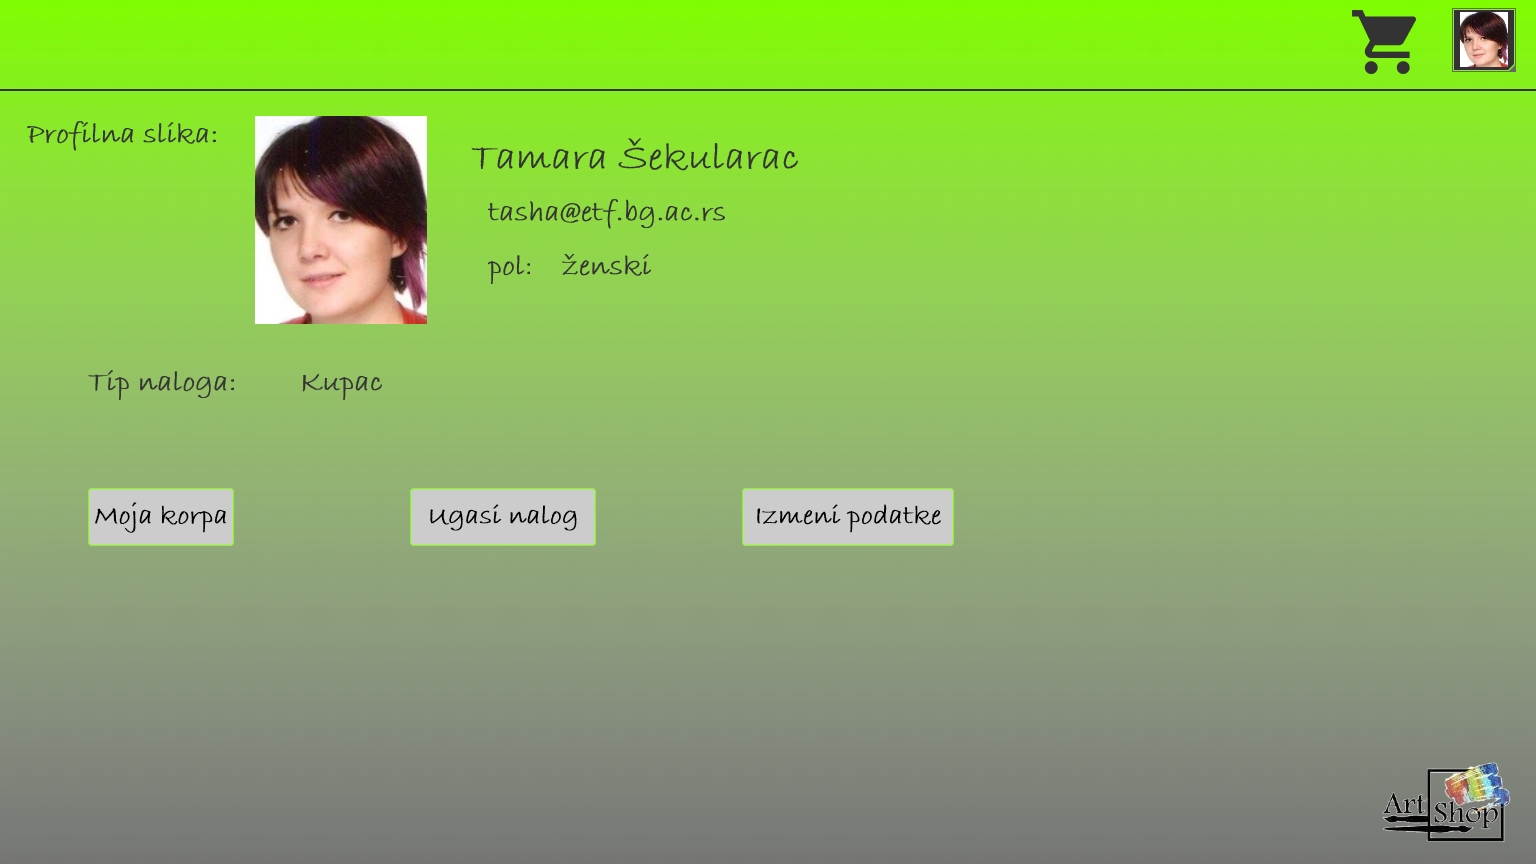 Profilna slika:
Tamara Šekularac
tasha@etf.bg.ac.rs
pol: ženski
Tip naloga: Kupac
Moja korpa
Ugasi nalog
Izmeni podatke
Art
Shop